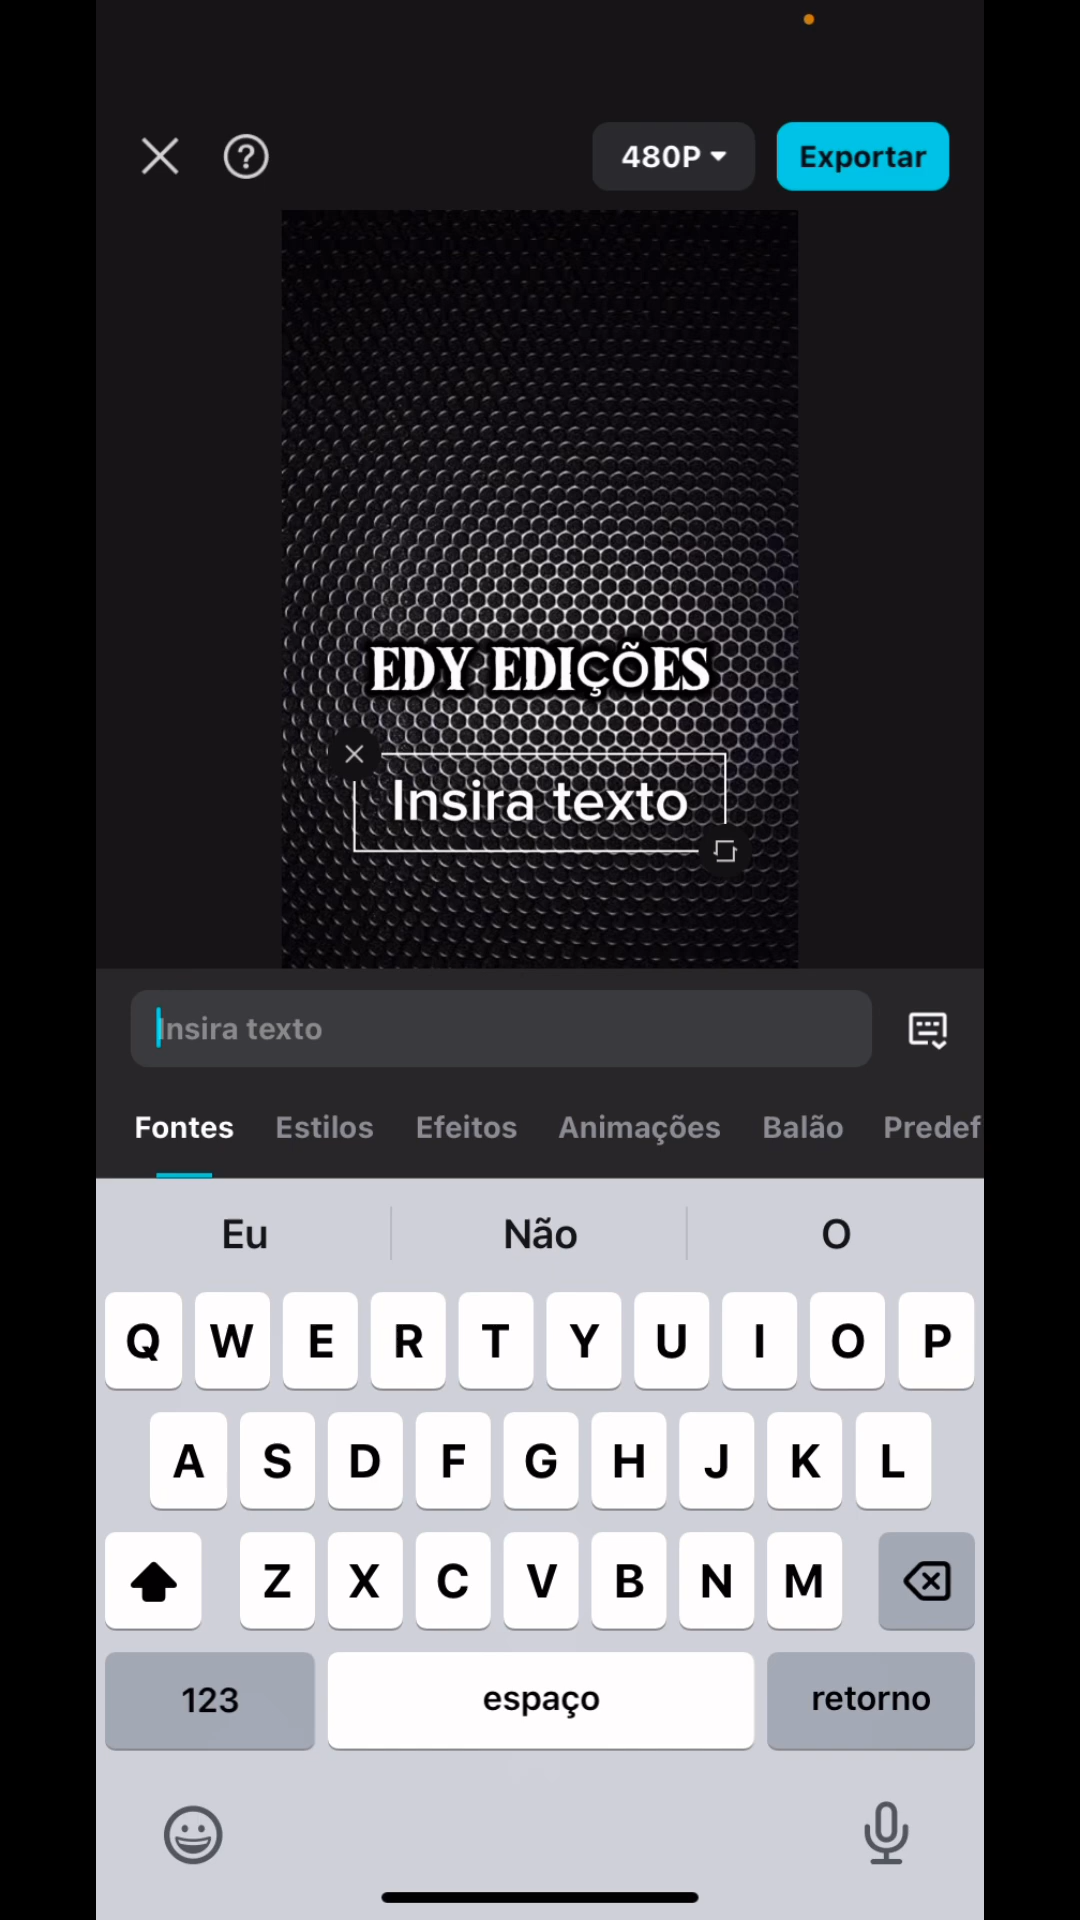 480P
Exportar
EDY EDIÇÕES
Insira texto
Insira texto
Fontes Estilos Efeitos Animações Balão Predef
Eu Não O
Q W E R T Y U I O P
A S D F G H J K L
Z X C V B N M
123 espaço retorno